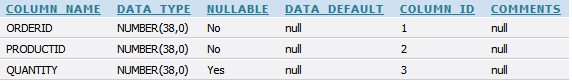 COLUMN_NAME DATA_TYPE NULLABLE DATA_DEFAULT COLUMN_ID COMMENTS
ORDERID NUMBER(38,0) No null 1 null
PRODUCTID NUMBER(38,0) No null 2 null
QUANTITY NUMBER(38,0) Yes null 3 null